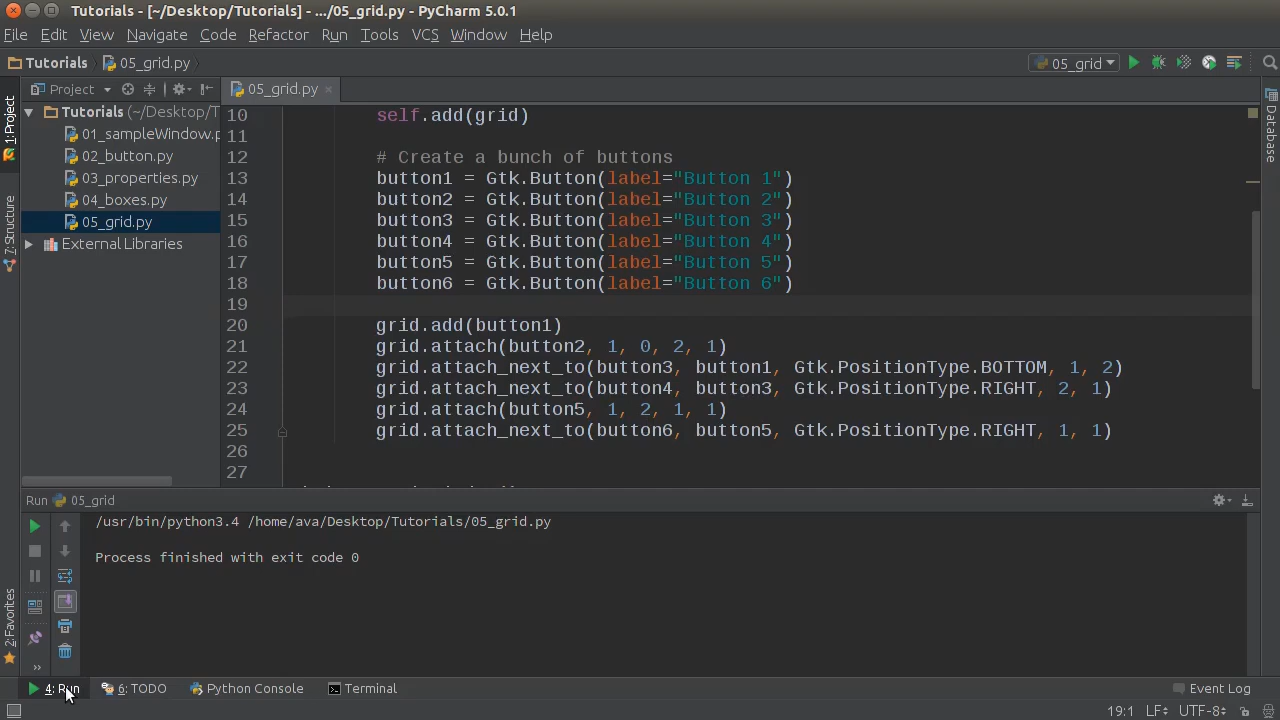 Tutorials - [~/Desktop/Tutorials] - .../05_grid.py - PyCharm 5.0.1
File Edit View Navigate Code Refactor Run Tools VCS Window Help
Tutorials 05_grid.py 05_grid
1: Project
7: Structure
2: Favorites
Database
Project
Tutorials (~/Desktop/T
01_sampleWindow.p
02_button.py
03_properties.py
04_boxes.py
05_grid.py
External Libraries
05_grid.py
10 self.add(grid)
11
12 # Create a bunch of buttons
13 button1 = Gtk.Button(label="Button 1")
14 button2 = Gtk.Button(label="Button 2")
15 button3 = Gtk.Button(label="Button 3")
16 button4 = Gtk.Button(label="Button 4")
17 button5 = Gtk.Button(label="Button 5")
18 button6 = Gtk.Button(label="Button 6")
19
20 grid.add(button1)
21 grid.attach(button2, 1, 0, 2, 1)
22 grid.attach_next_to(button3, button1, Gtk.PositionType.BOTTOM, 1, 2)
23 grid.attach_next_to(button4, button3, Gtk.PositionType.RIGHT, 2, 1)
24 grid.attach(button5, 1, 2, 1, 1)
25 grid.attach_next_to(button6, button5, Gtk.PositionType.RIGHT, 1, 1)
26
27
Run 05_grid
/usr/bin/python3.4 /home/ava/Desktop/Tutorials/05_grid.py
Process finished with exit code 0
4: Run 6: TODO Python Console Terminal Event Log
19:1 LF UTF-8